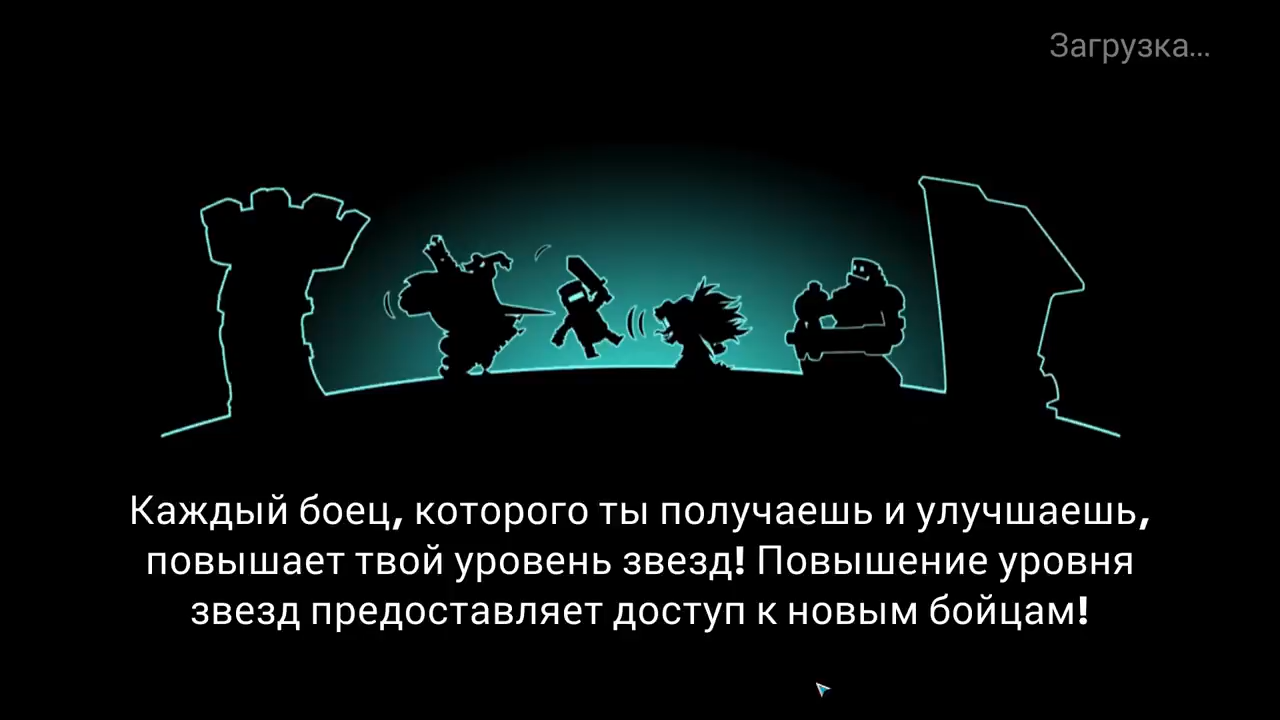 Загрузка...
Каждый боец, которого ты получаешь и улучшаешь,
повышает твой уровень звезд! Повышение уровня
звезд предоставляет доступ к новым бойцам!